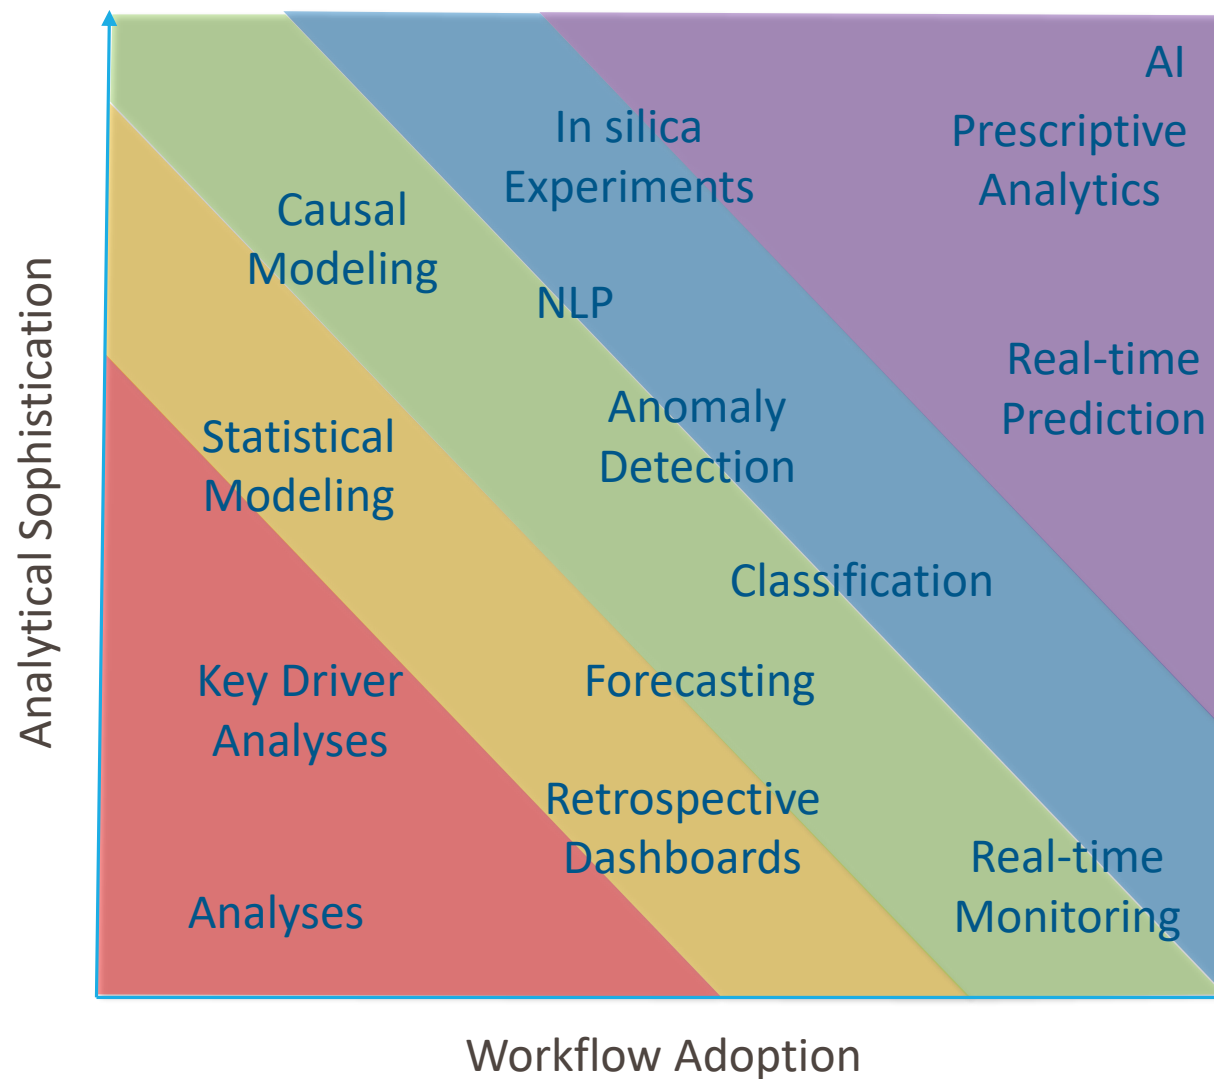 AI
Prescriptive
Analytics
In silica
Experiments
Causal
Modeling
NLP
Real-time
Prediction
Anomaly
Detection
Statistical
Modeling
Classification
Key Driver
Analyses
Forecasting
Retrospective
Dashboards
Real-time
Monitoring
Analyses
Analytical Sophistication
Workflow Adoption